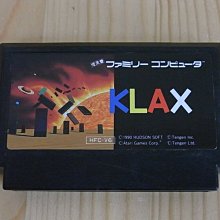 ファミリー コンピュータ
KLAX
HFC-V6
©1990 HUDSON SOFT ©Tengen Inc.
©Atari Games Corp. ©Tengen Ltd.